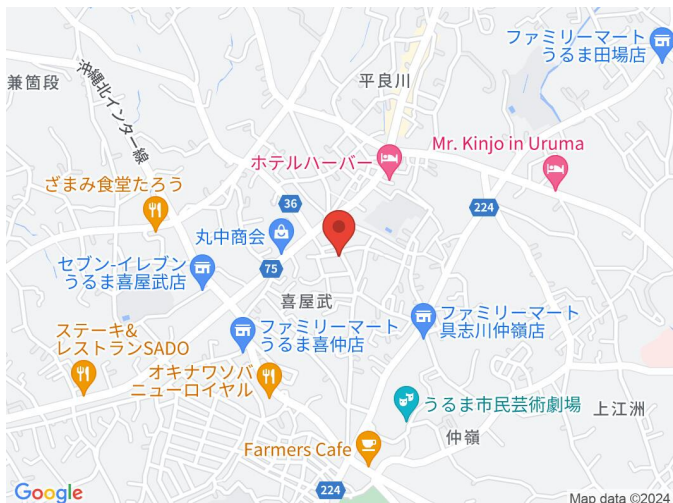 ファミリーマート
うるま田場店
兼箇段
平良川
沖縄北インター線
Mr. Kinjo in Uruma
ホテルハーバー
ざまみ食堂たろう
36
224
丸中商会
75
セブン-イレブン
うるま喜屋武店
喜屋武
ファミリーマート
具志川仲嶺店
ステーキ&
レストランSADO
ファミリーマート
うるま喜仲店
オキナワソバ
ニューロイヤル
うるま市民芸術劇場
上江洲
仲嶺
Farmers Cafe
224
Google
Map data ©2024